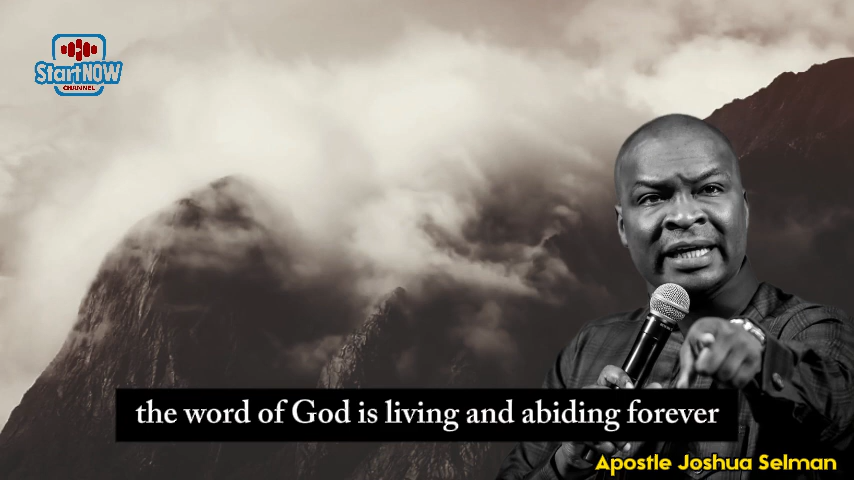 StartNOW
CHANNEL
the word of God is living and abiding forever
Apostle Joshua Selman